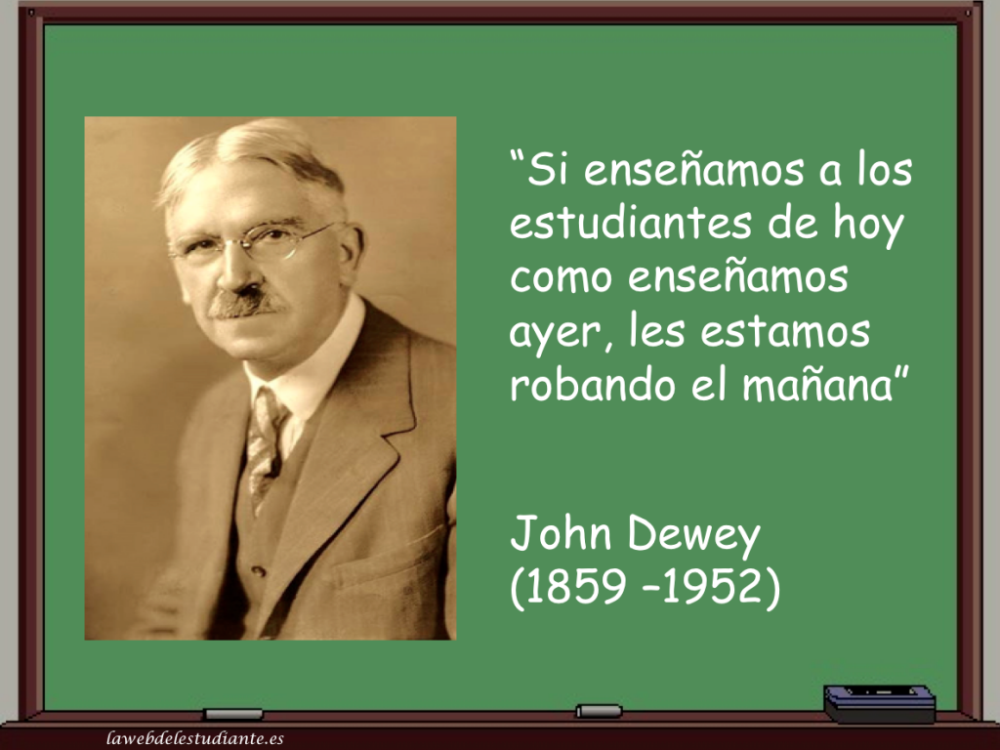 “Si enseñamos a los
estudiantes de hoy
como enseñamos
ayer, les estamos
robando el mañana”
John Dewey
(1859 –1952)
lawebdelestudiante.es